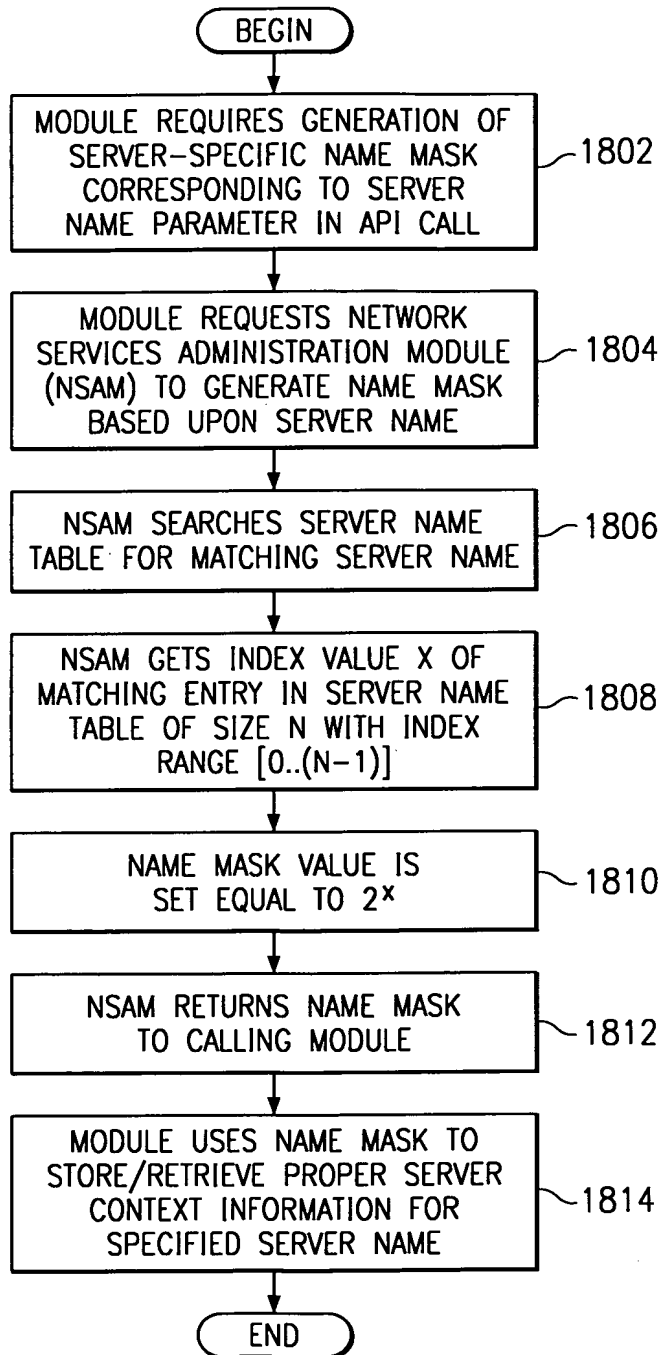 BEGIN
MODULE REQUIRES GENERATION OF
SERVER-SPECIFIC NAME MASK
CORRESPONDING TO SERVER
NAME PARAMETER IN API CALL
1802
MODULE REQUESTS NETWORK
SERVICES ADMINISTRATION MODULE
(NSAM) TO GENERATE NAME MASK
BASED UPON SERVER NAME
1804
NSAM SEARCHES SERVER NAME
TABLE FOR MATCHING SERVER NAME
1806
NSAM GETS INDEX VALUE X OF
MATCHING ENTRY IN SERVER NAME
TABLE OF SIZE N WITH INDEX
RANGE [0..(N-1)]
1808
NAME MASK VALUE IS
SET EQUAL TO 2ˣ
1810
NSAM RETURNS NAME MASK
TO CALLING MODULE
1812
MODULE USES NAME MASK TO
STORE/RETRIEVE PROPER SERVER
CONTEXT INFORMATION FOR
SPECIFIED SERVER NAME
1814
END